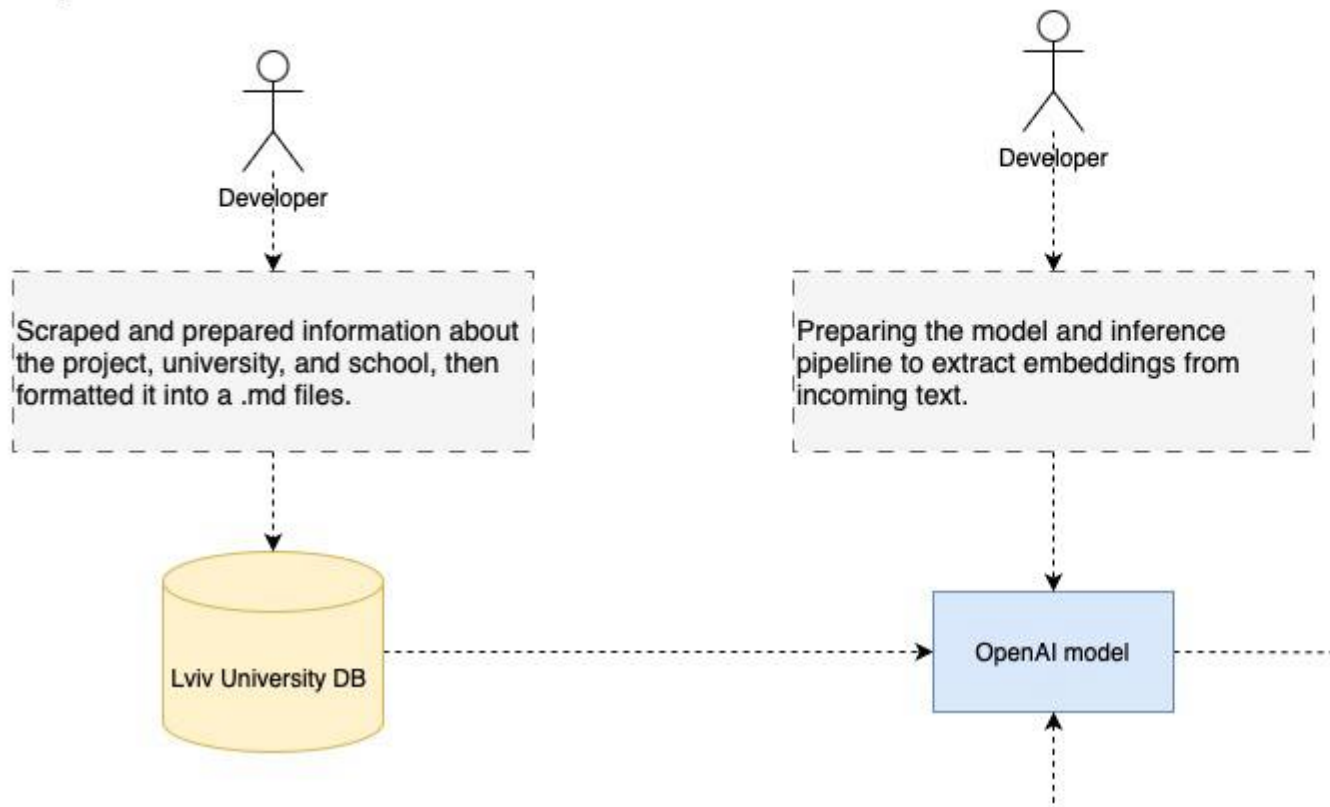 Developer
Developer
Scraped and prepared information about
the project, university, and school, then
formatted it into a .md files.
Preparing the model and inference
pipeline to extract embeddings from
incoming text.
Lviv University DB
OpenAI model